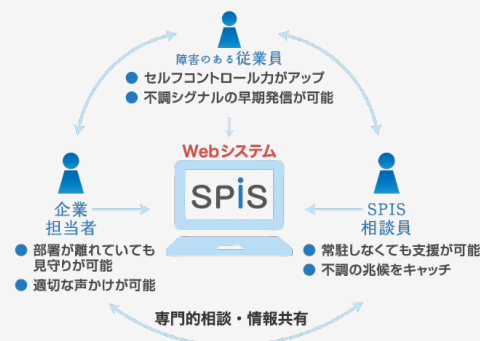 障害のある従業員
● セルフコントロール力がアップ
● 不調シグナルの早期発信が可能
Webシステム
SPiS
企業
担当者
● 部署が離れていても
見守りが可能
● 適切な声かけが可能
SPIS
相談員
● 常駐しなくても支援が可能
● 不調の兆候をキャッチ
専門的相談・情報共有